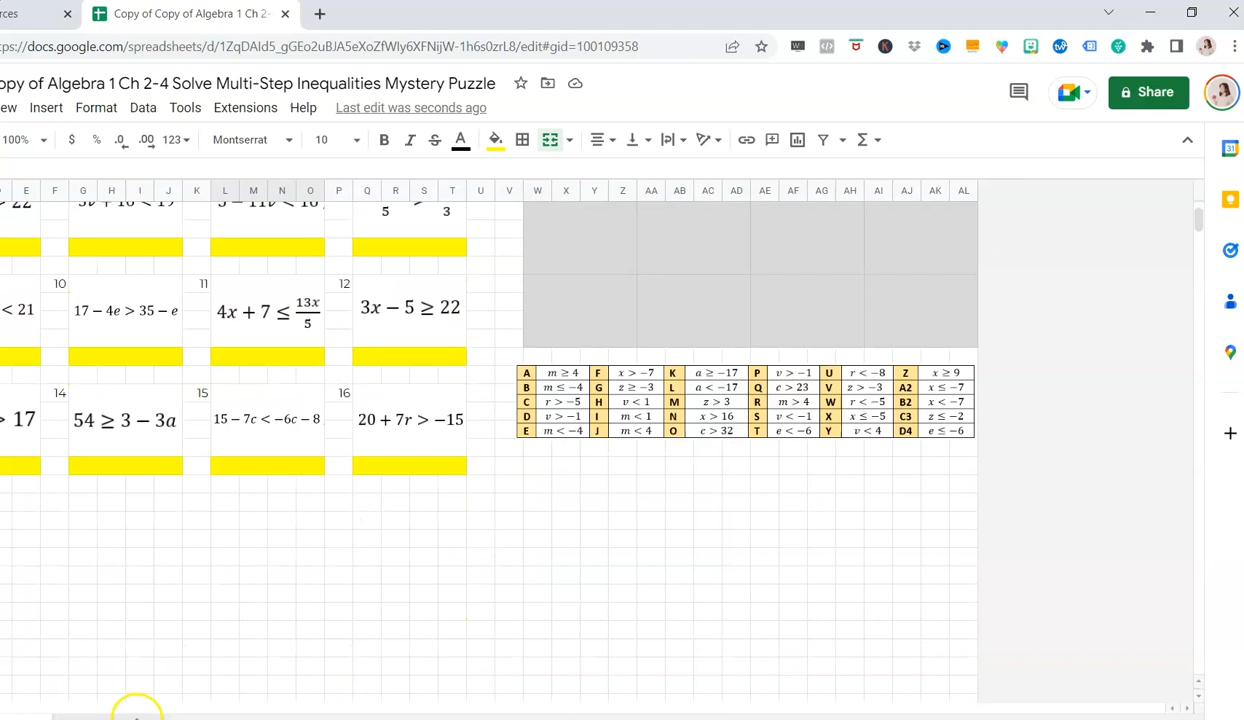 rces
Copy of Copy of Algebra 1 Ch 2-4
ps://docs.google.com/spreadsheets/d/1ZqDAId5_gGEo2uBJA5eXoZfWly6XFNijW-1h6s0zrL8/edit#gid=100109358
opy of Algebra 1 Ch 2-4 Solve Multi-Step Inequalities Mystery Puzzle
Share
ew Insert Format Data Tools Extensions Help Last edit was seconds ago
100% $ % .0 .00 123 Montserrat 10 B I S A
E F G H I J K L M N O P Q R S T U V W X Y Z AA AB AC AD AE AF AG AH AI AJ AK AL
5 > 3
10 11 12
< 21 17 − 4e > 35 − e 4x + 7 ≤ 13x/5 3x − 5 ≥ 22
A m ≥ 4 F x > −7 K a ≥ −17 P v > −1 U r < −8 Z x ≥ 9
B m ≤ −4 G z ≥ −3 L a < −17 Q c > 23 V z > −3 A2 x ≤ −7
C r > −5 H v < 1 M z > 3 R m > 4 W r < −5 B2 x < −7
D v > −1 I m < 1 N x > 16 S v < −1 X x ≤ −5 C3 z ≤ −2
E m < −4 J m < 4 O c > 32 T e < −6 Y v < 4 D4 e ≤ −6
14 15 16
> 17 54 ≥ 3 − 3a 15 − 7c < −6c − 8 20 + 7r > −15